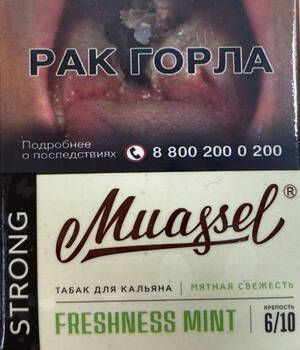 РАК ГОРЛА
Подробнее
о последствиях 8 800 200 0 200
STRONG
Muassel®
ТАБАК ДЛЯ КАЛЬЯНА | МЯТНАЯ СВЕЖЕСТЬ
FRESHNESS MINT
КРЕПОСТЬ
6/10